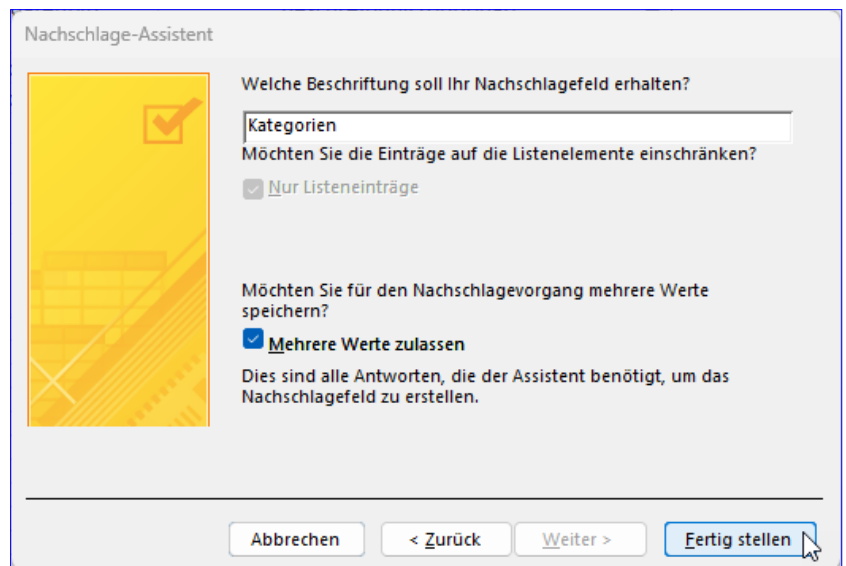 Nachschlage-Assistent
Welche Beschriftung soll Ihr Nachschlagefeld erhalten?
Kategorien
Möchten Sie die Einträge auf die Listenelemente einschränken?
Nur Listeneinträge
Möchten Sie für den Nachschlagevorgang mehrere Werte
speichern?
Mehrere Werte zulassen
Dies sind alle Antworten, die der Assistent benötigt, um das
Nachschlagefeld zu erstellen.
Abbrechen
< Zurück
Weiter >
Fertig stellen